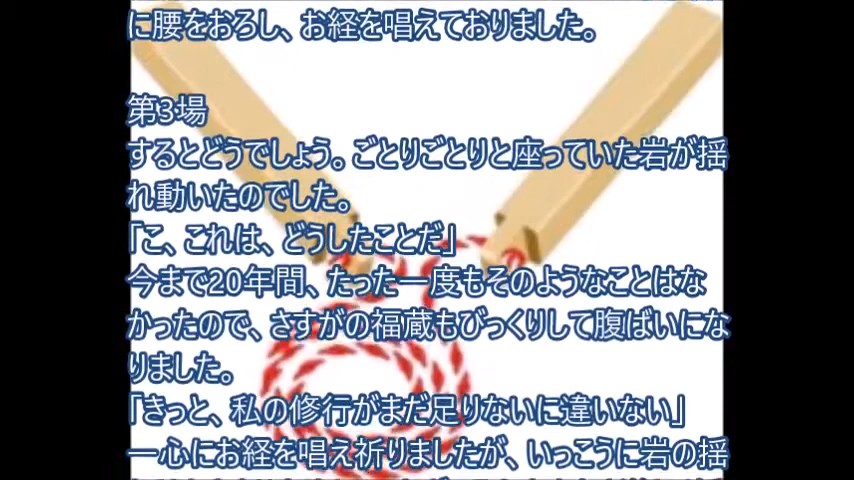 に腰をおろし、お経を唱えておりました。
第3場
するとどうでしょう。ごとりごとりと座っていた岩が揺
れ動いたのでした。
「こ、これは、どうしたことだ」
今まで20年間、たった一度もそのようなことはな
かったので、さすがの福蔵もびっくりして腹ばいにな
りました。
「きっと、私の修行がまだ足りないに違いない」
一心にお経を唱え祈りましたが、いっこうに岩の揺